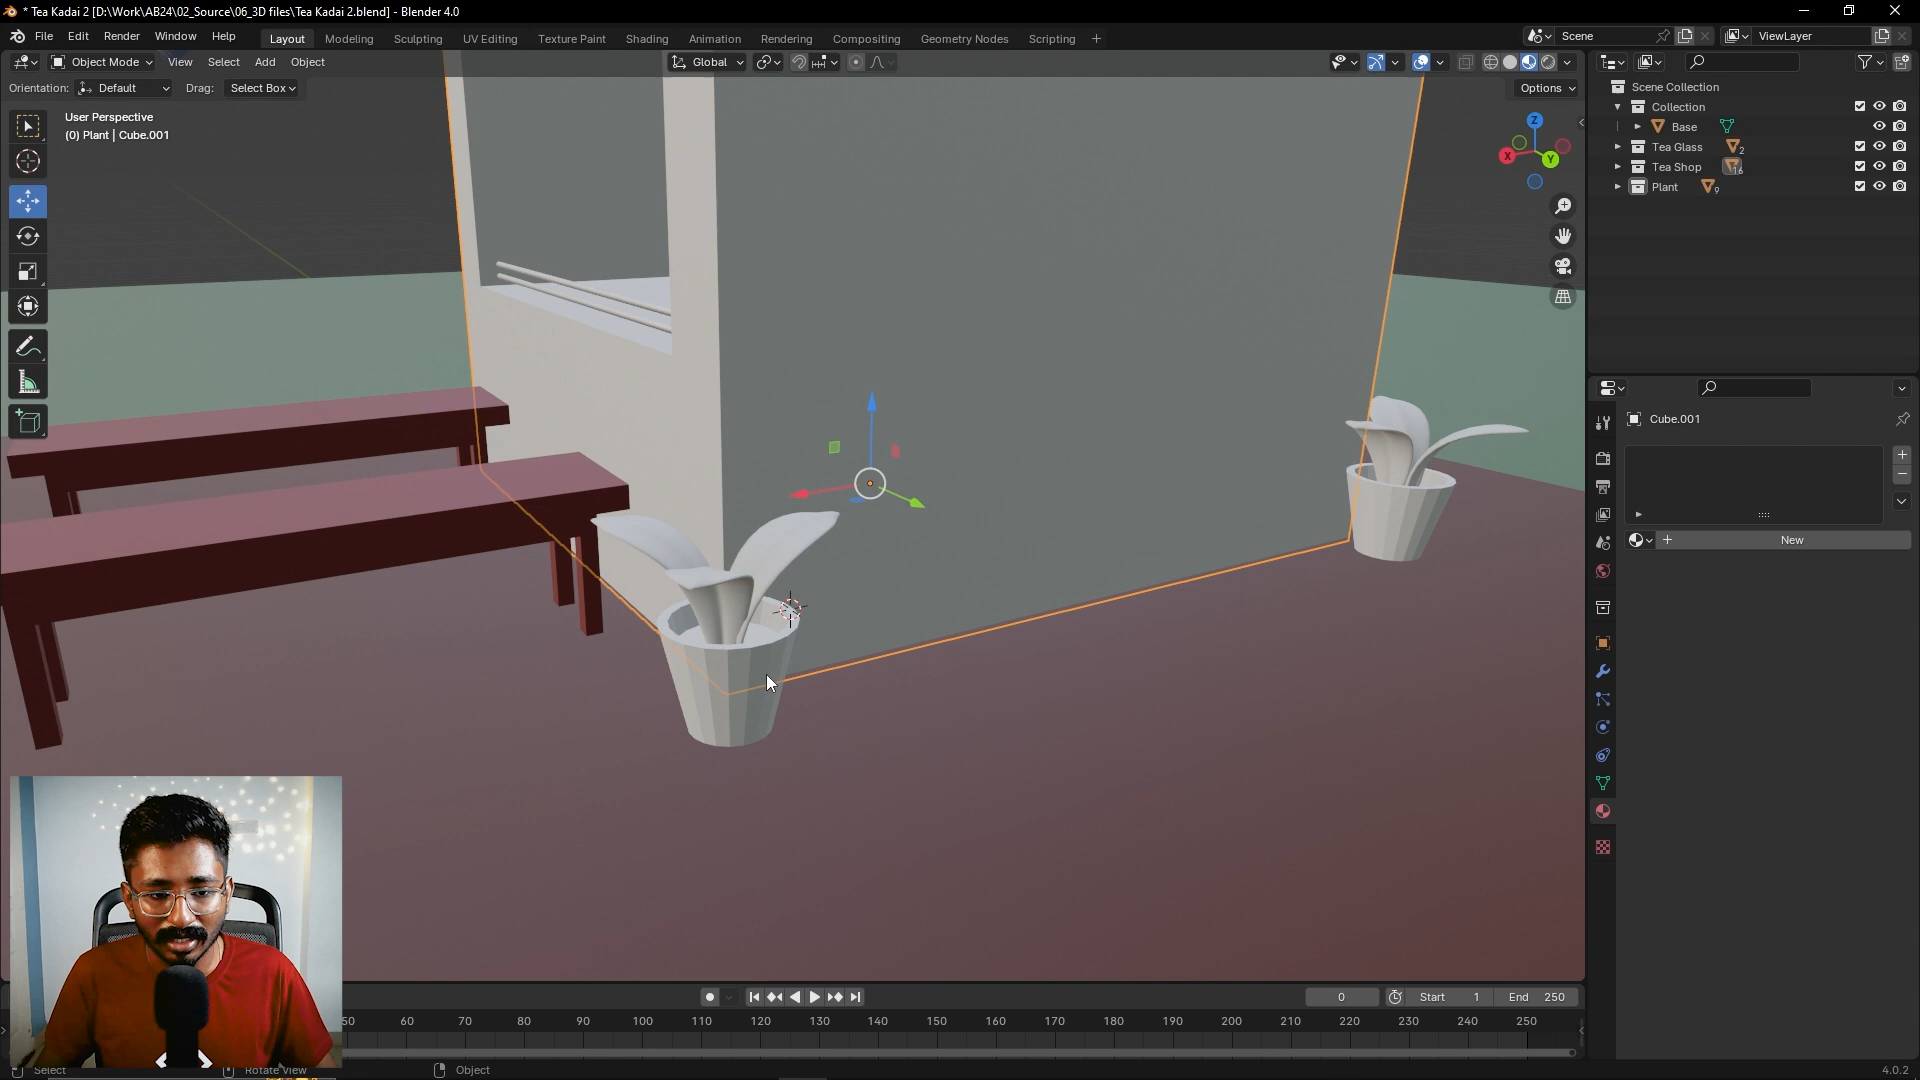 * Tea Kadai 2 [D:\Work\AB24\02_Source\06_3D files\Tea Kadai 2.blend] - Blender 4.0
File Edit Render Window Help Layout Modeling Sculpting UV Editing Texture Paint Shading Animation Rendering Compositing Geometry Nodes Scripting + Scene ViewLayer
Object Mode View Select Add Object Global
Orientation: Default Drag: Select Box Options
User Perspective
(0) Plant | Cube.001
Z
X
Y
Scene Collection
Collection
Base
Tea Glass 2
Tea Shop 16
Plant 9
Cube.001
New
0 Start 1 End 250
50 60 70 80 90 100 110 120 130 140 150 160 170 180 190 200 210 220 230 240 250
Select Rotate View Object 4.0.2